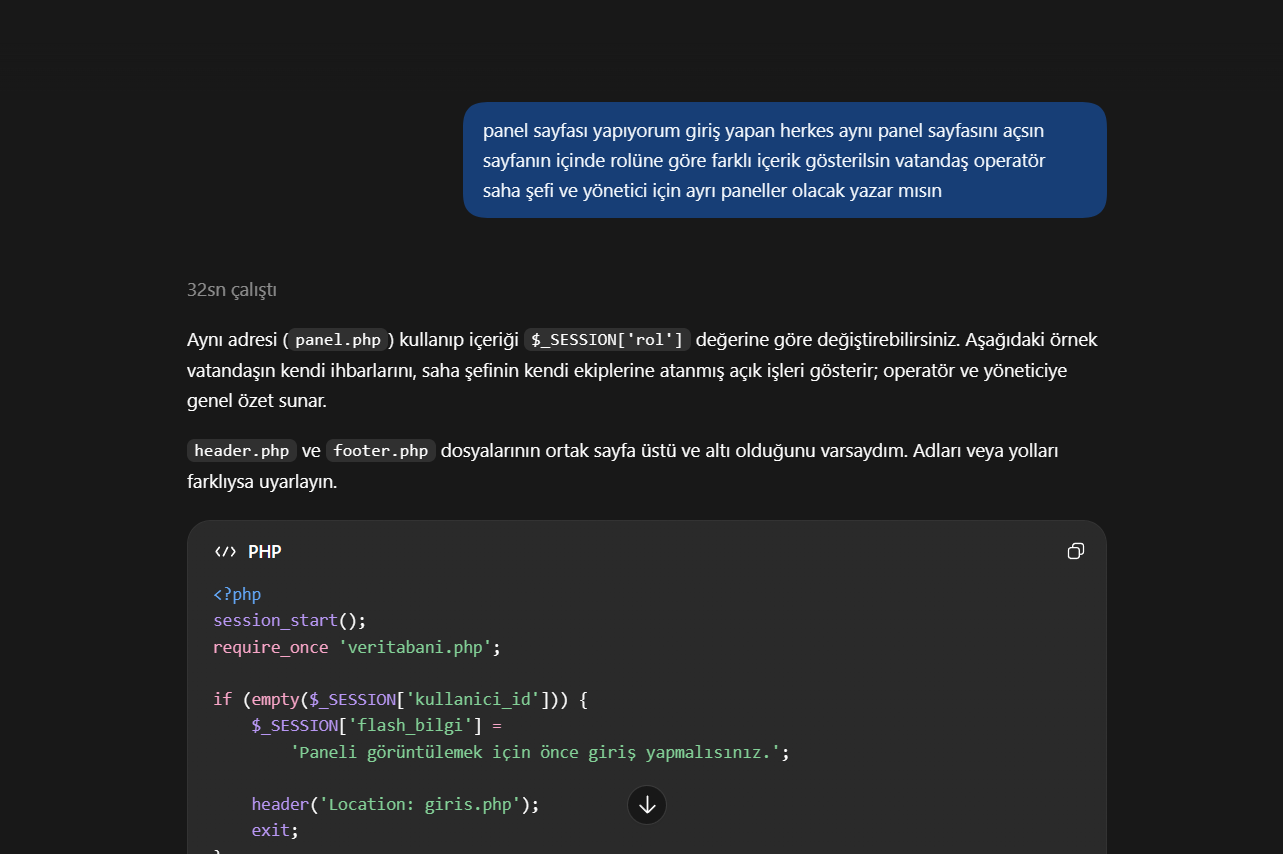 panel sayfası yapıyorum giriş yapan herkes aynı panel sayfasını açsın
sayfanın içinde rolüne göre farklı içerik gösterilsin vatandaş operatör
saha şefi ve yönetici için ayrı paneller olacak yazar mısın
32sn çalıştı
Aynı adresi (panel.php) kullanıp içeriği $_SESSION['rol'] değerine göre değiştirebilirsiniz. Aşağıdaki örnek
vatandaşın kendi ihbarlarını, saha şefinin kendi ekiplerine atanmış açık işleri gösterir; operatör ve yöneticiye
genel özet sunar.
header.php ve footer.php dosyalarının ortak sayfa üstü ve altı olduğunu varsaydım. Adları veya yolları
farklıysa uyarlayın.
</> PHP
<?php
session_start();
require_once 'veritabani.php';
if (empty($_SESSION['kullanici_id'])) {
    $_SESSION['flash_bilgi'] =
        'Paneli görüntülemek için önce giriş yapmalısınız.';
    header('Location: giris.php');
    exit;
}